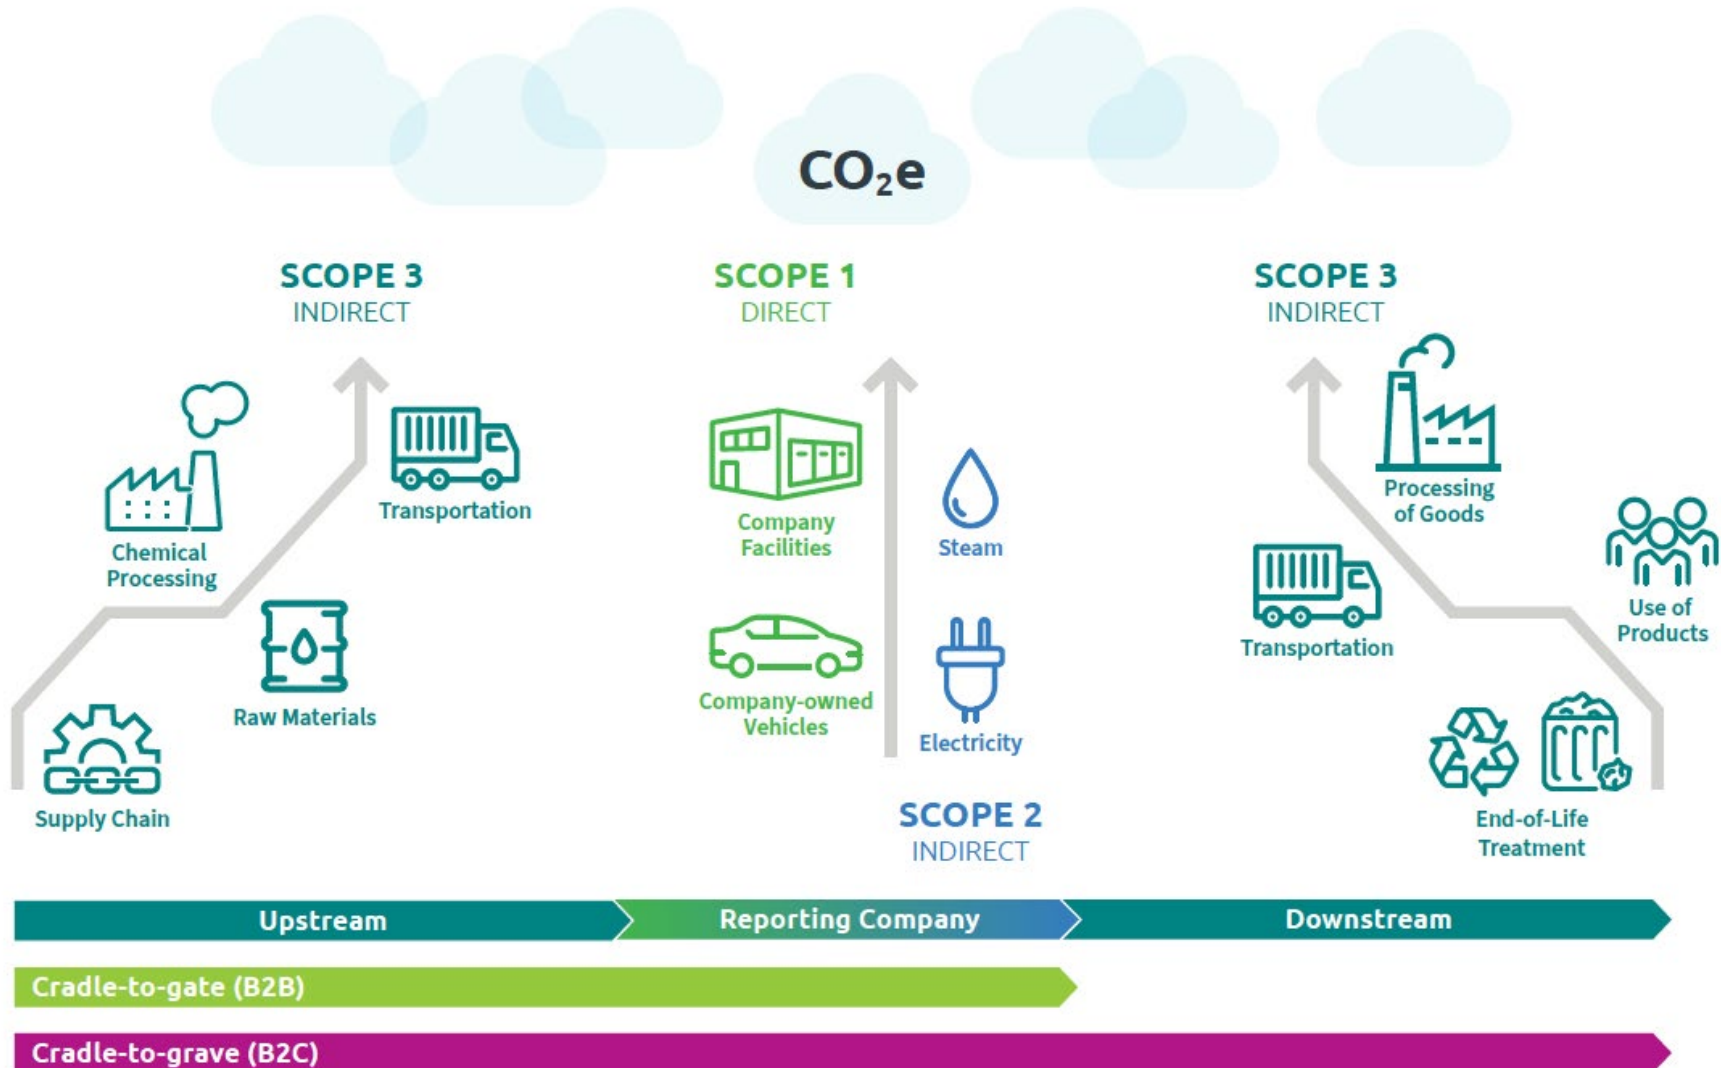 CO₂e
SCOPE 3
INDIRECT
Chemical
Processing
Transportation
Raw Materials
Supply Chain
SCOPE 1
DIRECT
Company
Facilities
Company-owned
Vehicles
Steam
Electricity
SCOPE 2
INDIRECT
SCOPE 3
INDIRECT
Processing
of Goods
Transportation
Use of
Products
End-of-Life
Treatment
Upstream
Reporting Company
Downstream
Cradle-to-gate (B2B)
Cradle-to-grave (B2C)